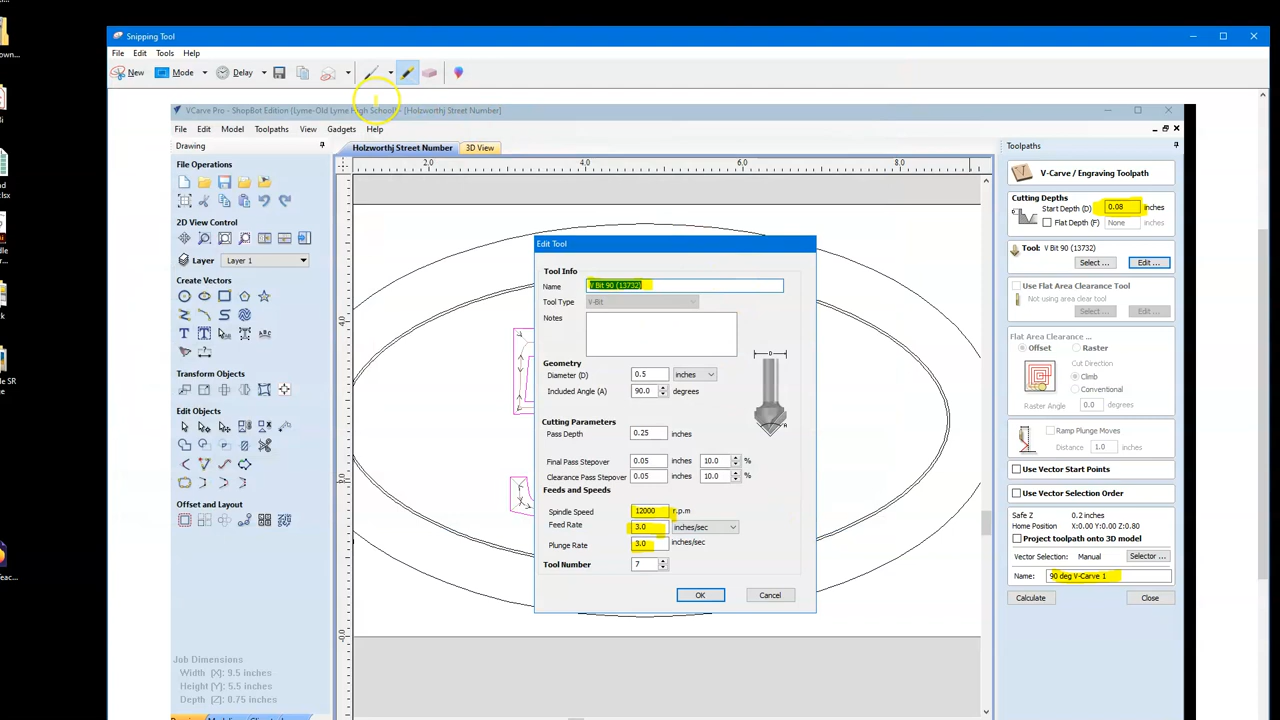 Snipping Tool
File Edit Tools Help
New Mode Delay
VCarve Pro - ShopBot Edition (Lyme-Old Lyme High School) - [Holzworthj Street Number]
File Edit Model Toolpaths View Gadgets Help
Drawing
Holzworthj Street Number 3D View
2.0 4.0 6.0 8.0
File Operations
2D View Control
Layer Layer 1
Create Vectors
Transform Objects
Edit Objects
Offset and Layout
Job Dimensions
Width (X): 9.5 inches
Height (Y): 5.5 inches
Depth (Z): 0.75 inches
Edit Tool
Tool Info
Name V Bit 90 (13732)
Tool Type V-Bit
Notes
Geometry
Diameter (D) 0.5 inches
Included Angle (A) 90.0 degrees
D
A
Cutting Parameters
Pass Depth 0.25 inches
Final Pass Stepover 0.05 inches 10.0 %
Clearance Pass Stepover 0.05 inches 10.0 %
Feeds and Speeds
Spindle Speed 12000 r.p.m
Feed Rate 3.0 inches/sec
Plunge Rate 3.0 inches/sec
Tool Number 7
OK Cancel
Toolpaths
V-Carve / Engraving Toolpath
Cutting Depths
Start Depth (D) 0.08 inches
Flat Depth (F) None inches
Tool: V Bit 90 (13732)
Select ... Edit ...
Use Flat Area Clearance Tool
Not using area clear tool
Select ... Edit ...
Flat Area Clearance ...
Offset Raster
Cut Direction
Climb
Conventional
Raster Angle 0.0 degrees
Ramp Plunge Moves
Distance 1.0 inches
Use Vector Start Points
Use Vector Selection Order
Safe Z 0.2 inches
Home Position X:0.00 Y:0.00 Z:0.80
Project toolpath onto 3D model
Vector Selection: Manual Selector ...
Name: 90 deg V-Carve 1
Calculate Close